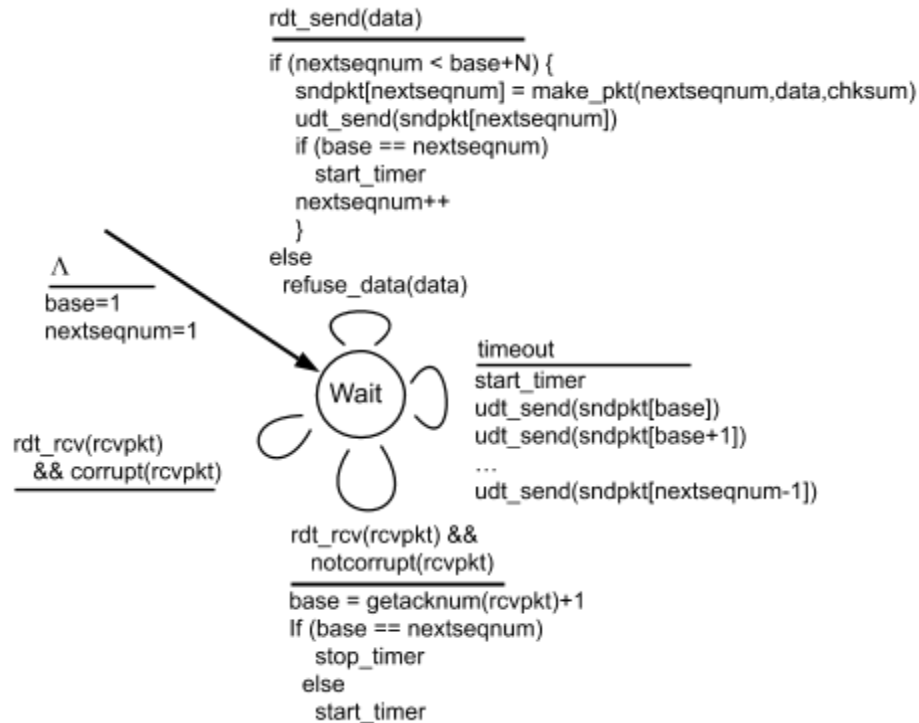 rdt_send(data)
if (nextseqnum < base+N) {
sndpkt[nextseqnum] = make_pkt(nextseqnum,data,chksum)
udt_send(sndpkt[nextseqnum])
if (base == nextseqnum)
start_timer
nextseqnum++
}
else
refuse_data(data)
Λ
base=1
nextseqnum=1
Wait
timeout
start_timer
udt_send(sndpkt[base])
udt_send(sndpkt[base+1])
…
udt_send(sndpkt[nextseqnum-1])
rdt_rcv(rcvpkt)
&& corrupt(rcvpkt)
rdt_rcv(rcvpkt) &&
notcorrupt(rcvpkt)
base = getacknum(rcvpkt)+1
If (base == nextseqnum)
stop_timer
else
start_timer